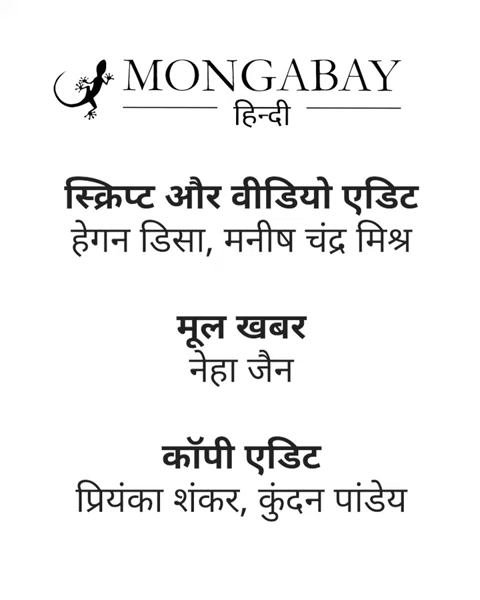 MONGABAY
हिन्दी
स्क्रिप्ट और वीडियो एडिट
हेगन डिसा, मनीष चंद्र मिश्र
मूल खबर
नेहा जैन
कॉपी एडिट
प्रियंका शंकर, कुंदन पांडेय